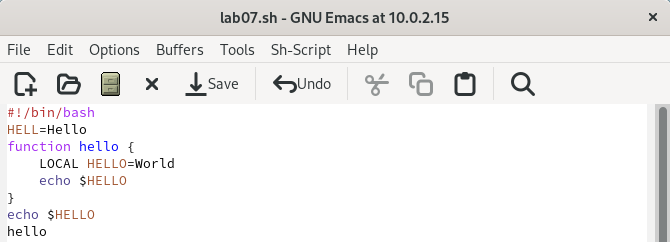 lab07.sh - GNU Emacs at 10.0.2.15
File Edit Options Buffers Tools Sh-Script Help
Save Undo
#!/bin/bash
HELL=Hello
function hello {
    LOCAL HELLO=World
    echo $HELLO
}
echo $HELLO
hello